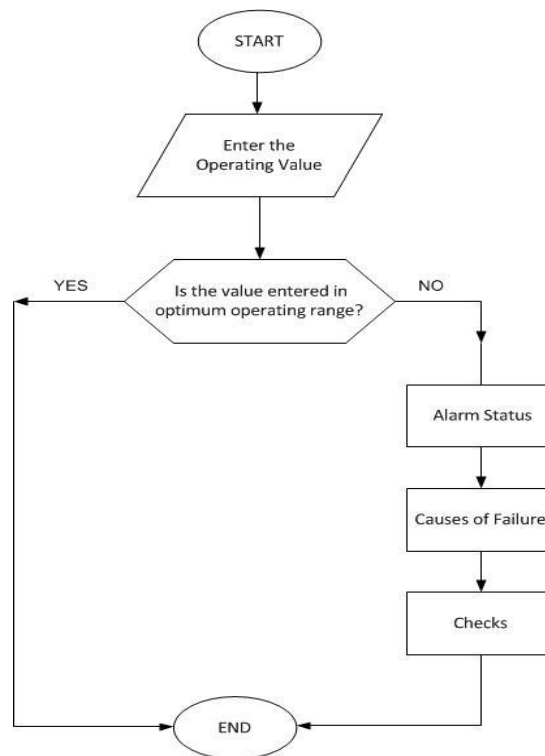 START
Enter the
Operating Value
YES
Is the value entered in
optimum operating range?
NO
Alarm Status
Causes of Failure
Checks
END